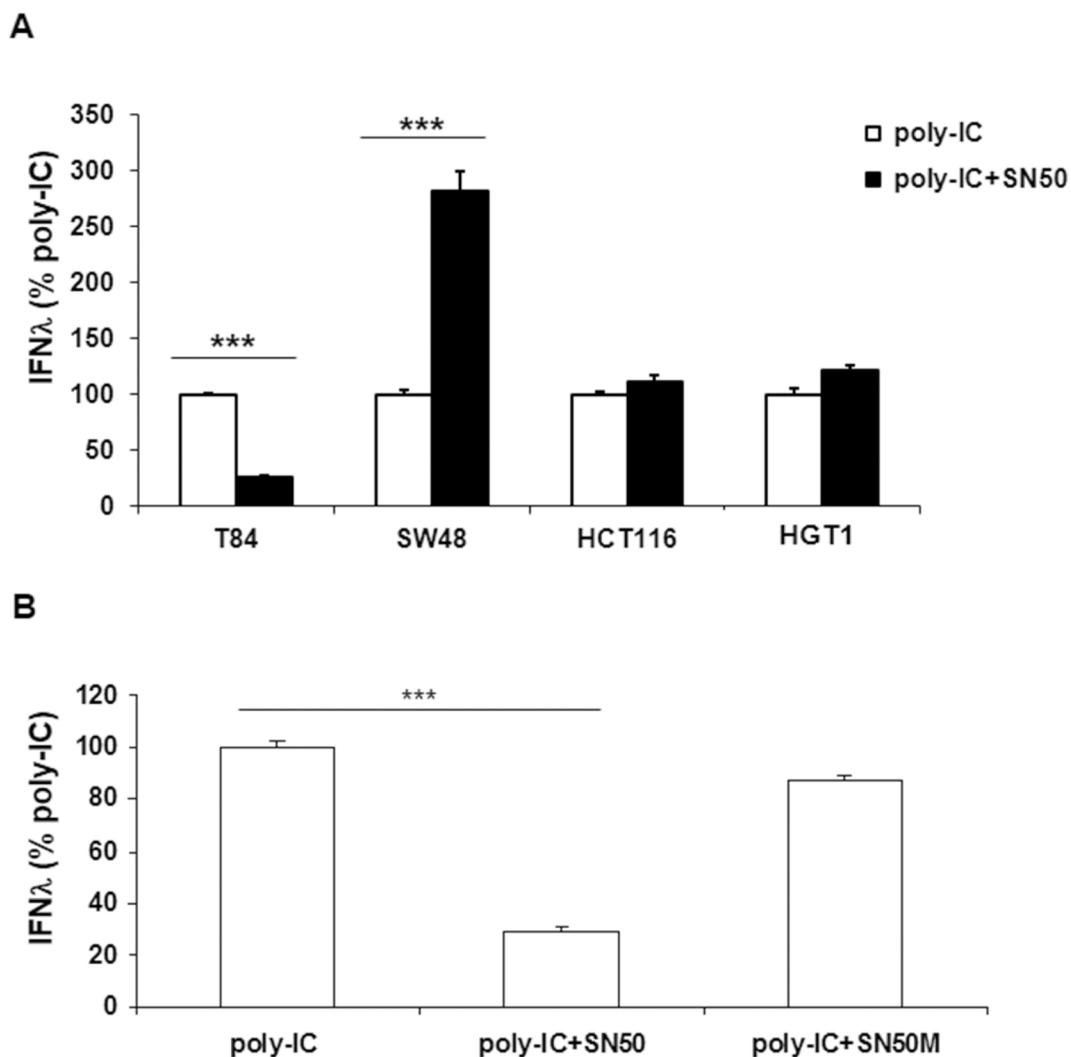 A
IFNλ (% poly-IC)
350
300
250
200
150
100
50
0
***
***
poly-IC
poly-IC+SN50
T84 SW48 HCT116 HGT1
B
IFNλ (% poly-IC)
120
100
80
60
40
20
0
***
poly-IC poly-IC+SN50 poly-IC+SN50M